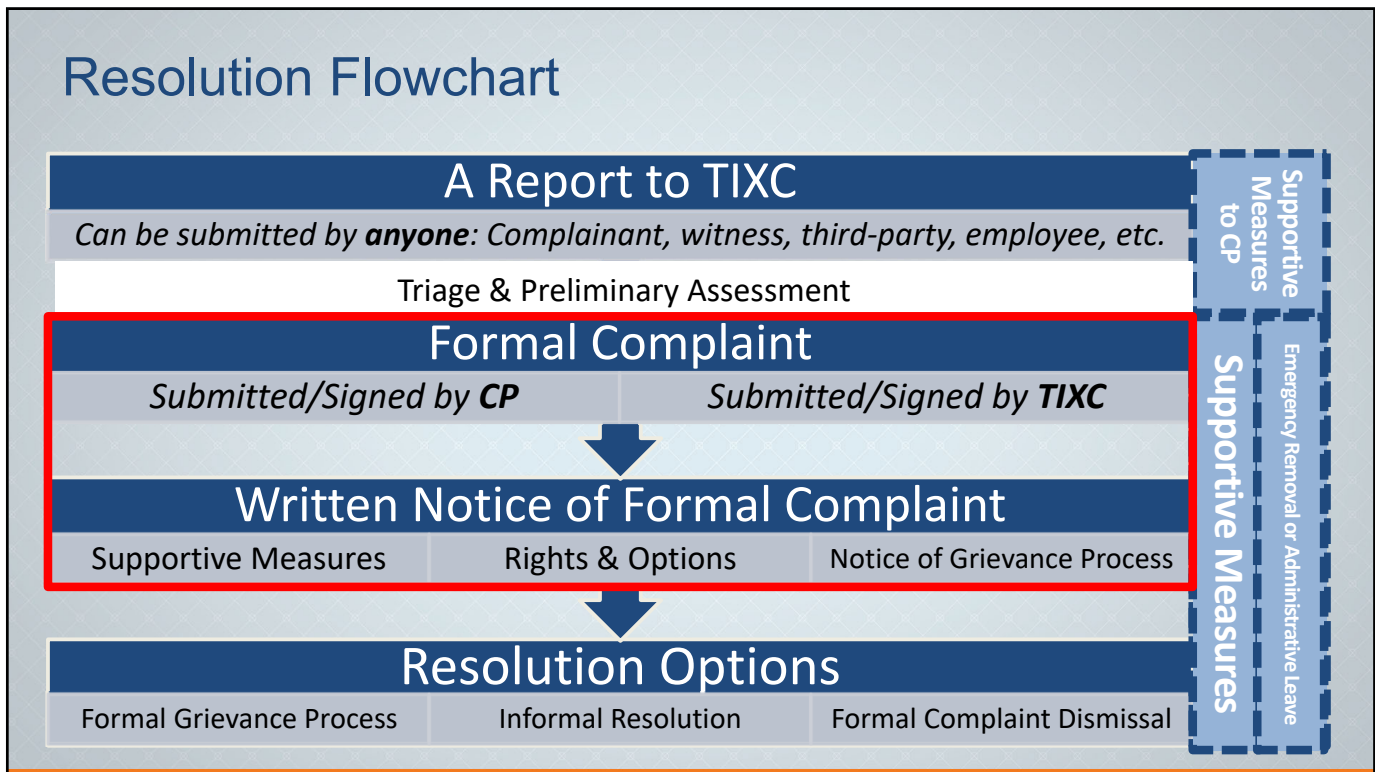 Resolution Flowchart
A Report to TIXC
Can be submitted by anyone: Complainant, witness, third-party, employee, etc.
Triage & Preliminary Assessment
Formal Complaint
Submitted/Signed by CP
Submitted/Signed by TIXC
Written Notice of Formal Complaint
Supportive Measures
Rights & Options
Notice of Grievance Process
Resolution Options
Formal Grievance Process
Informal Resolution
Formal Complaint Dismissal
Supportive
Measures
to CP
Supportive Measures
Emergency Removal or Administrative Leave